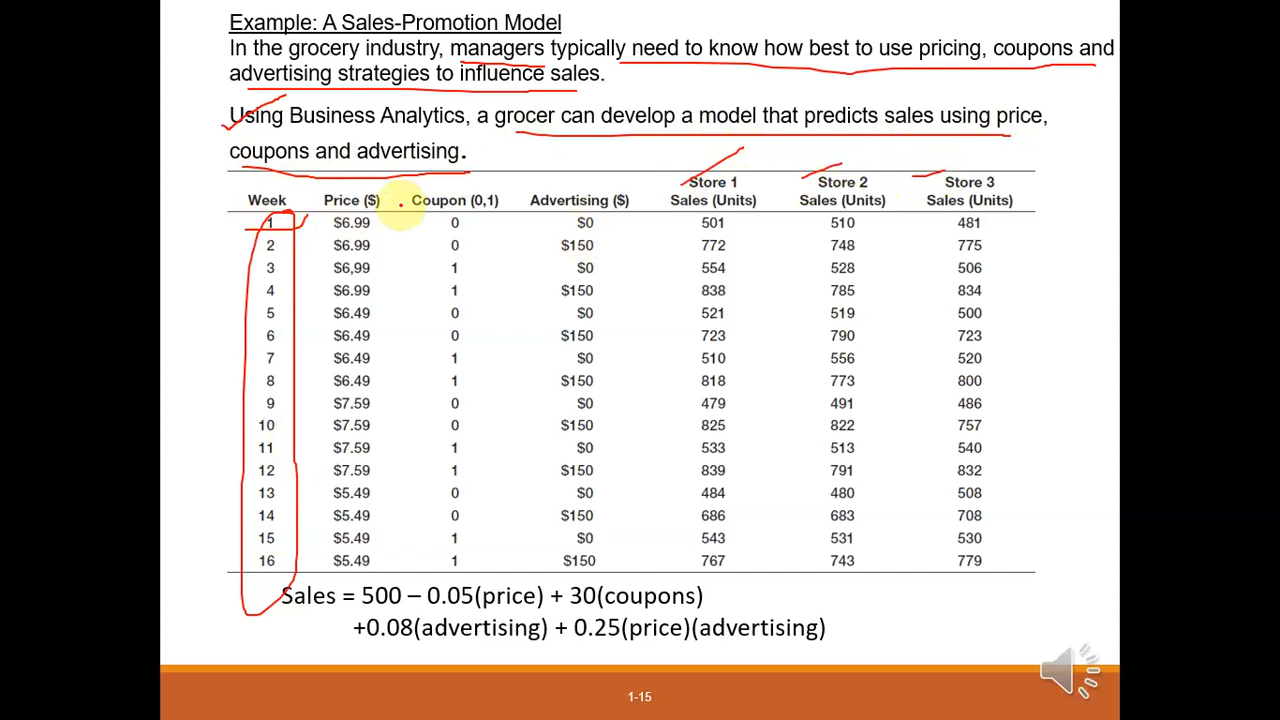 Example: A Sales-Promotion Model
In the grocery industry, managers typically need to know how best to use pricing, coupons and
advertising strategies to influence sales.
Using Business Analytics, a grocer can develop a model that predicts sales using price,
coupons and advertising.
Store 1 Store 2 Store 3
Week Price ($) Coupon (0,1) Advertising ($) Sales (Units) Sales (Units) Sales (Units)
1 $6.99 0 $0 501 510 481
2 $6.99 0 $150 772 748 775
3 $6,99 1 $0 554 528 506
4 $6.99 1 $150 838 785 834
5 $6.49 0 $0 521 519 500
6 $6.49 0 $150 723 790 723
7 $6.49 1 $0 510 556 520
8 $6.49 1 $150 818 773 800
9 $7.59 0 $0 479 491 486
10 $7.59 0 $150 825 822 757
11 $7.59 1 $0 533 513 540
12 $7.59 1 $150 839 791 832
13 $5.49 0 $0 484 480 508
14 $5.49 0 $150 686 683 708
15 $5.49 1 $0 543 531 530
16 $5.49 1 $150 767 743 779
Sales = 500 – 0.05(price) + 30(coupons)
+0.08(advertising) + 0.25(price)(advertising)
1-15